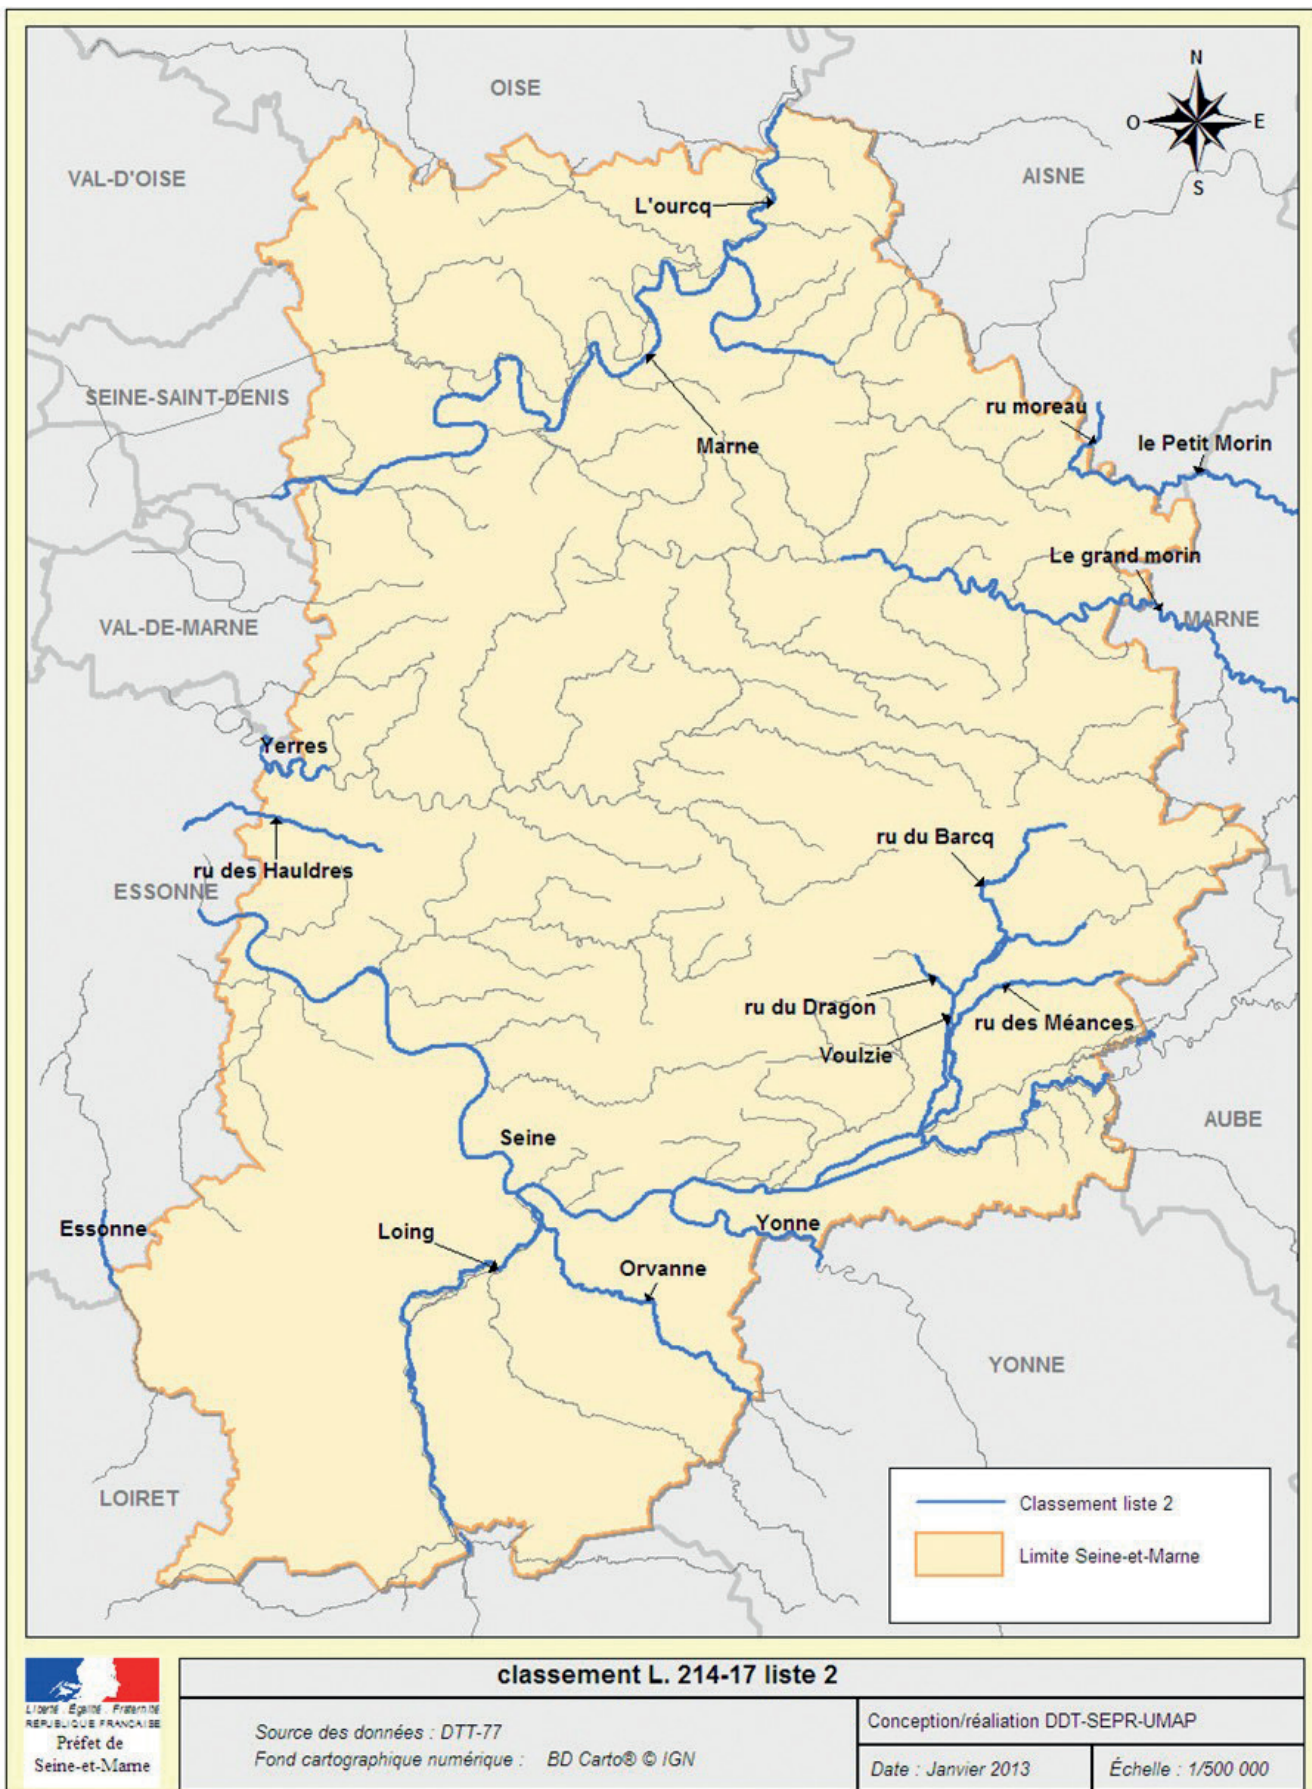 OISE
N
O
E
S
VAL-D'OISE
AISNE
L'ourcq
SEINE-SAINT-DENIS
ru moreau
Marne
le Petit Morin
Le grand morin
MARNE
VAL-DE-MARNE
Yerres
ru du Barcq
ru des Hauldres
ESSONNE
ru du Dragon
ru des Méances
Voulzie
AUBE
Seine
Essonne
Loing
Yonne
Orvanne
YONNE
LOIRET
Classement liste 2
Limite Seine-et-Marne
Liberté . Égalité . Fraternité
RÉPUBLIQUE FRANÇAISE
Préfet de
Seine-et-Marne
classement L. 214-17 liste 2
Source des données : DTT-77
Fond cartographique numérique : BD Carto® © IGN
Conception/réaliation DDT-SEPR-UMAP
Date : Janvier 2013
Échelle : 1/500 000